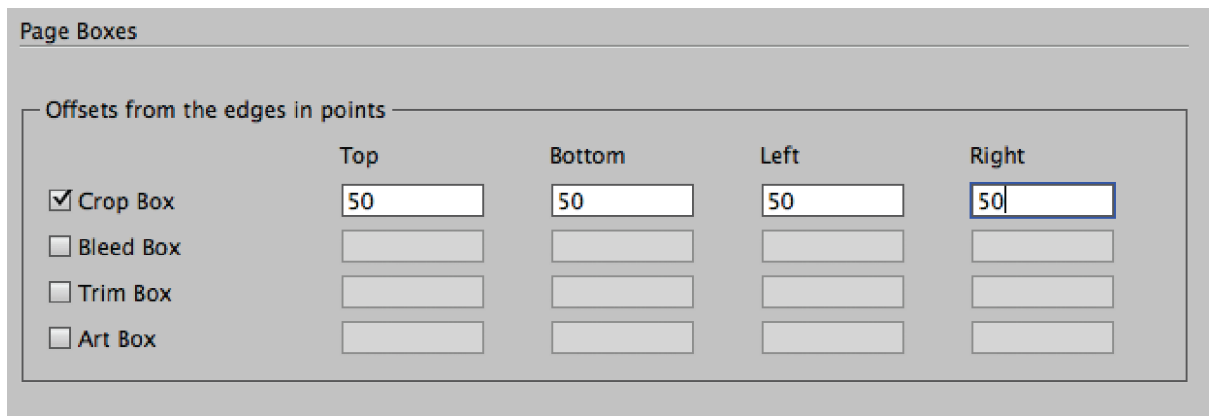 Page Boxes
Offsets from the edges in points
Top Bottom Left Right
Crop Box 50 50 50 50
Bleed Box
Trim Box
Art Box